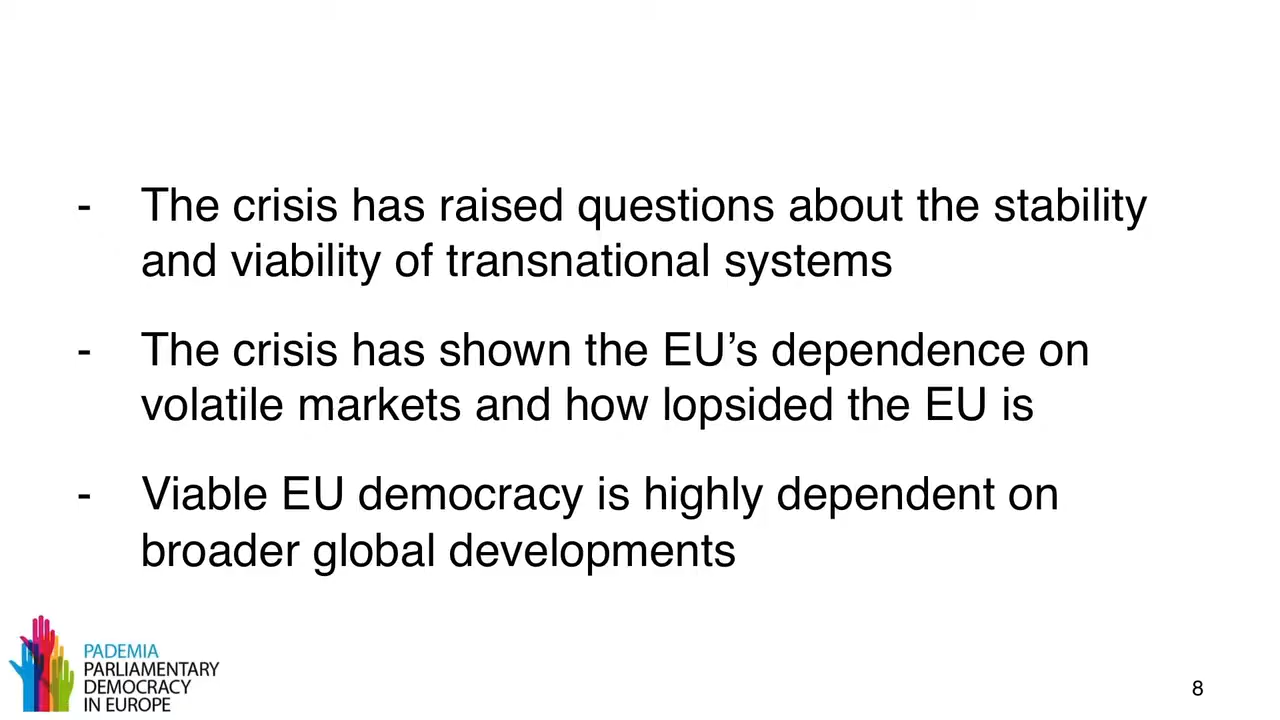 - The crisis has raised questions about the stability
and viability of transnational systems
- The crisis has shown the EU’s dependence on
volatile markets and how lopsided the EU is
- Viable EU democracy is highly dependent on
broader global developments
PADEMIA
PARLIAMENTARY
DEMOCRACY
IN EUROPE
8